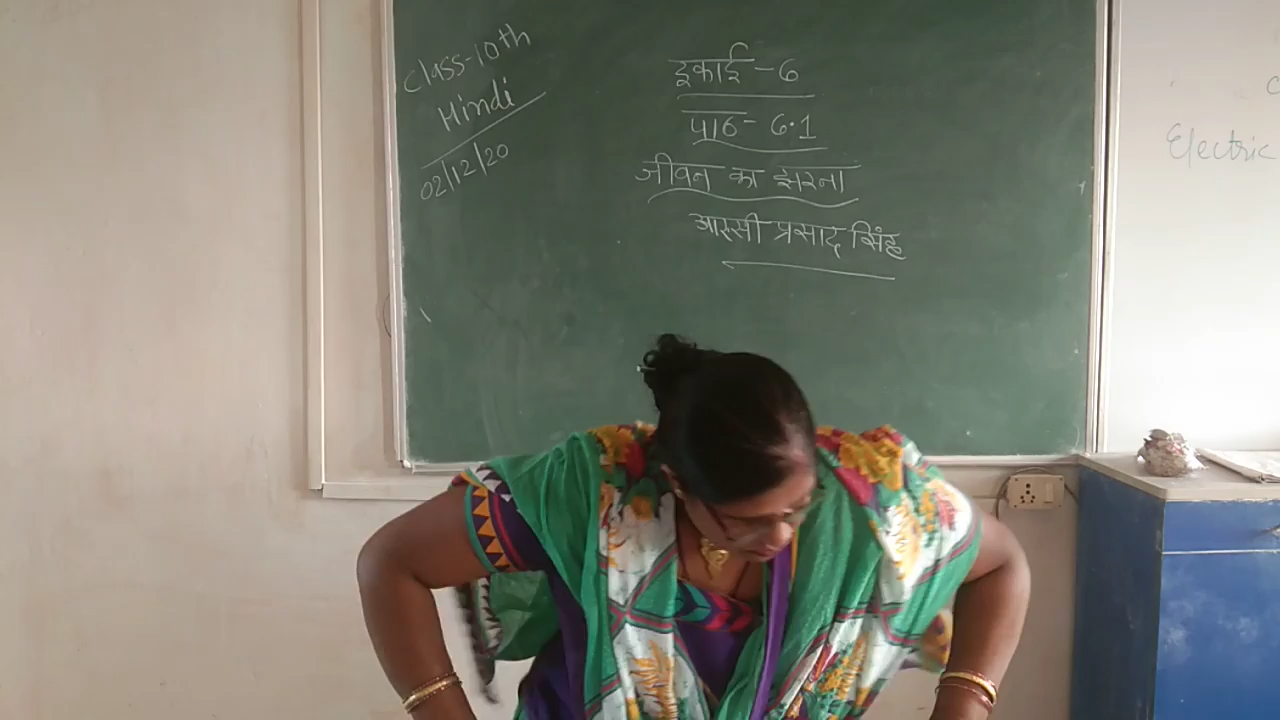 Class-10th
Hindi
02/12/20
इकाई-6
पाठ- 6.1
जीवन का झरना
आरसी प्रसाद सिंह
Electric